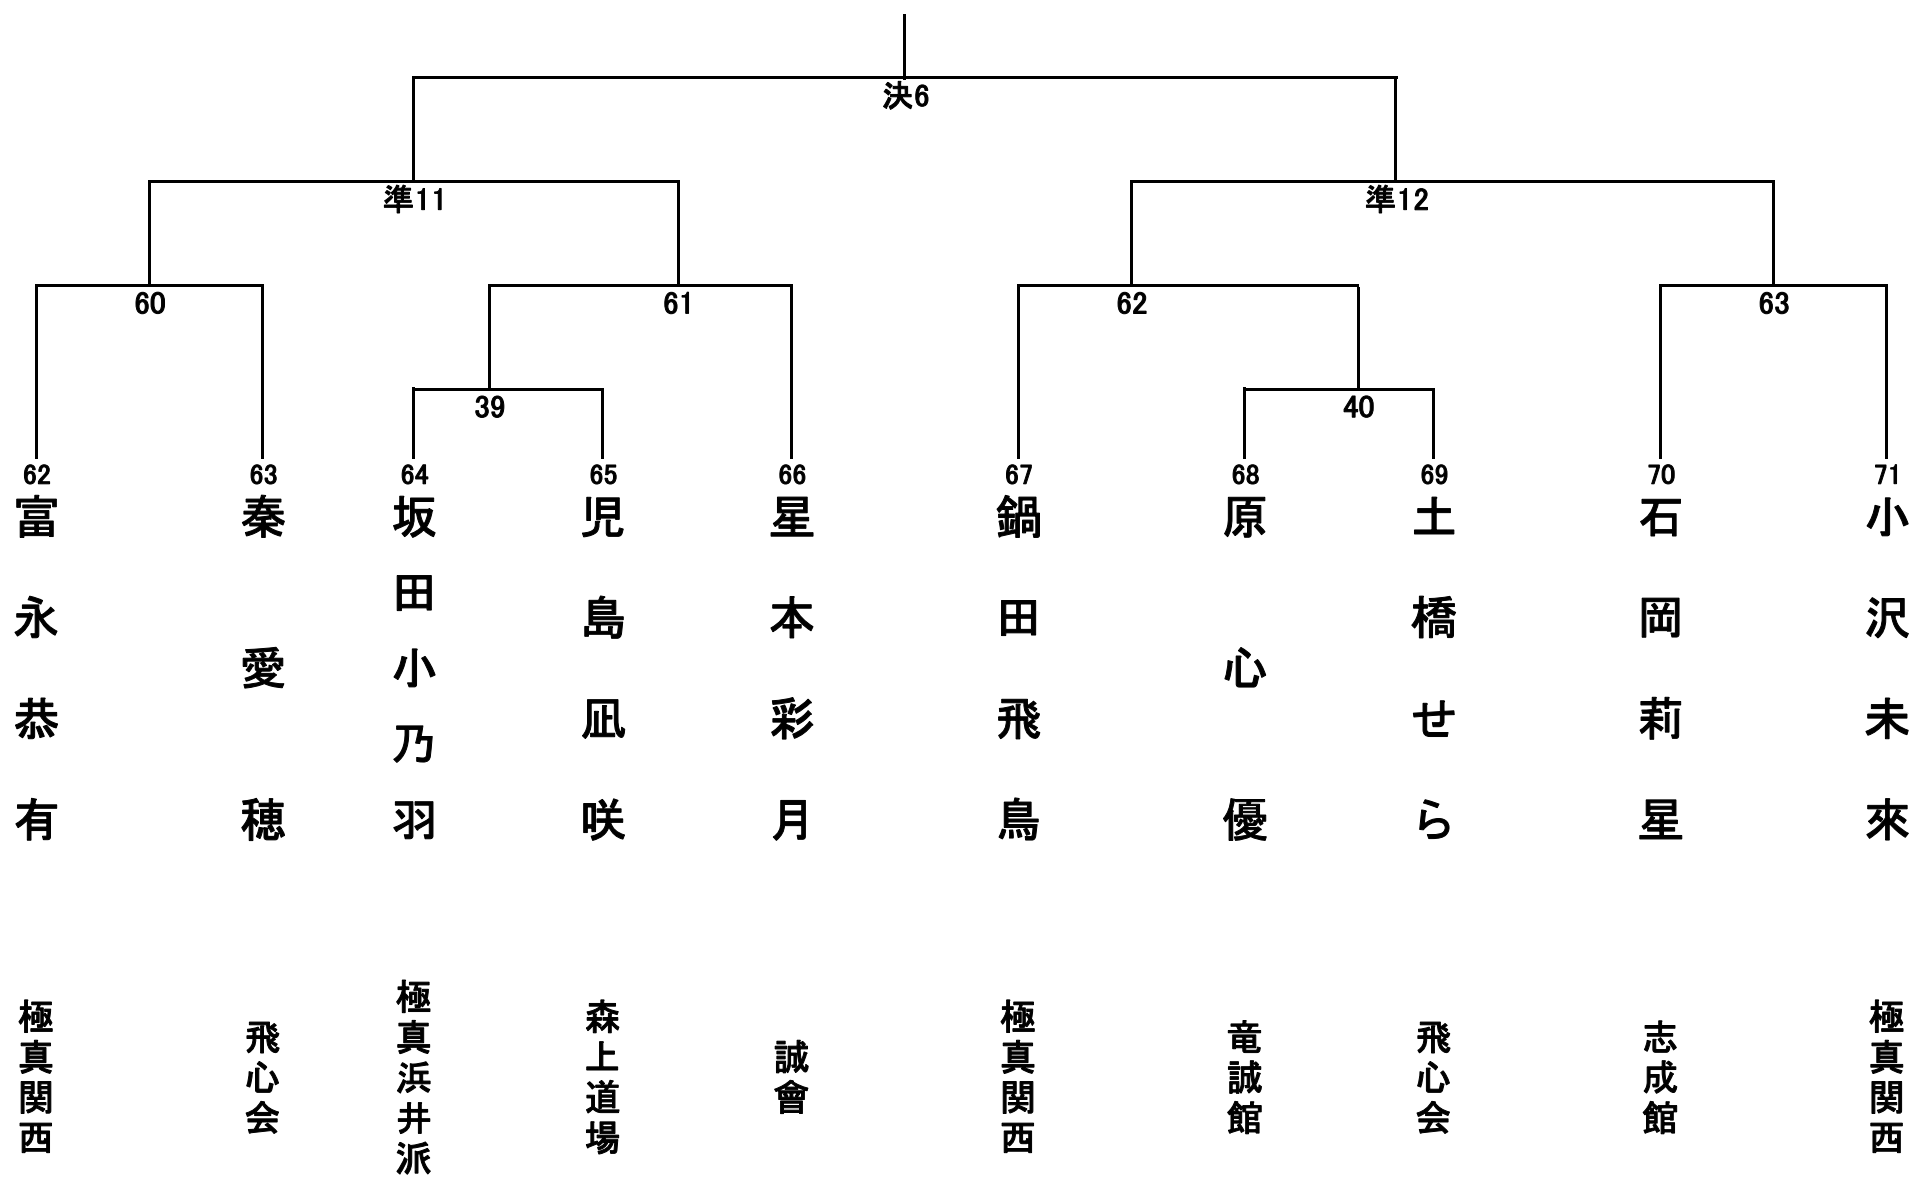 決6
準11
準12
60
61
62
63
39
40
62
63
64
65
66
67
68
69
70
71
富永恭有
秦愛穂
坂田小乃羽
児島凪咲
星本彩月
鍋田飛鳥
原心優
土橋せら
石岡莉星
小沢未來
極真関西
飛心会
極真浜井派
森上道場
誠會
極真関西
竜誠館
飛心会
志成館
極真関西